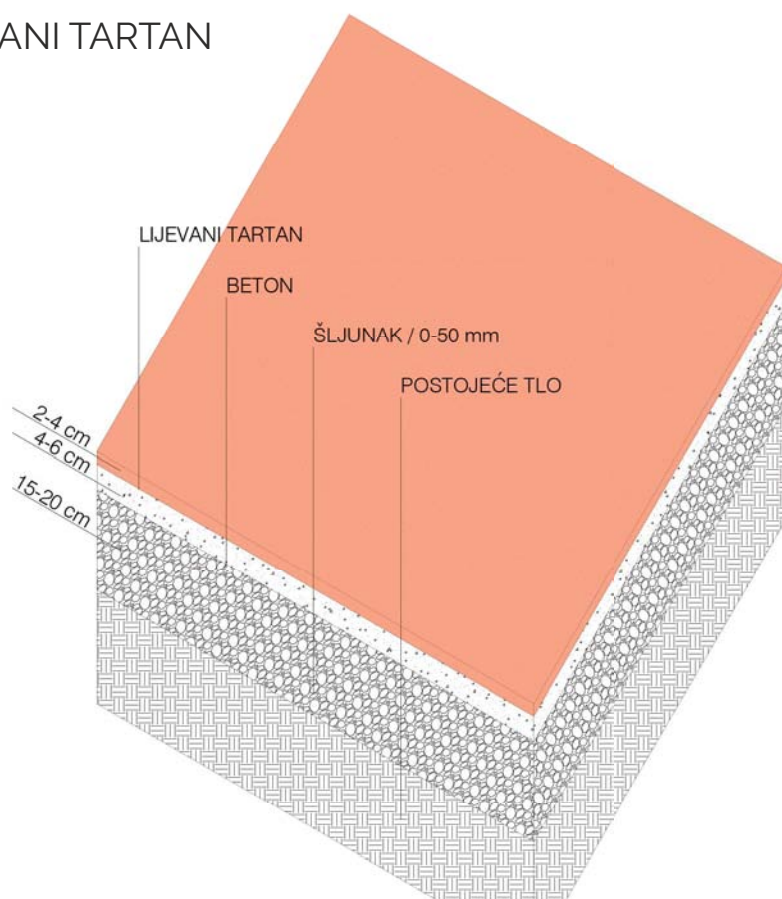 ANI TARTAN
LIJEVANI TARTAN
BETON
ŠLJUNAK / 0-50 mm
POSTOJEĆE TLO
2-4 cm
4-6 cm
15-20 cm